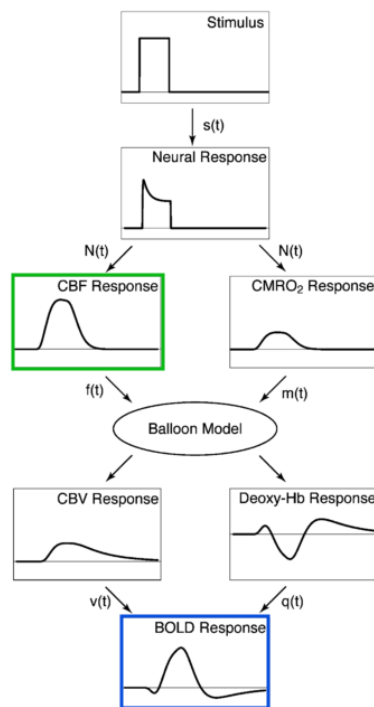 Stimulus
s(t)
Neural Response
N(t) N(t)
CBF Response CMRO₂ Response
f(t) m(t)
Balloon Model
CBV Response Deoxy-Hb Response
v(t) q(t)
BOLD Response